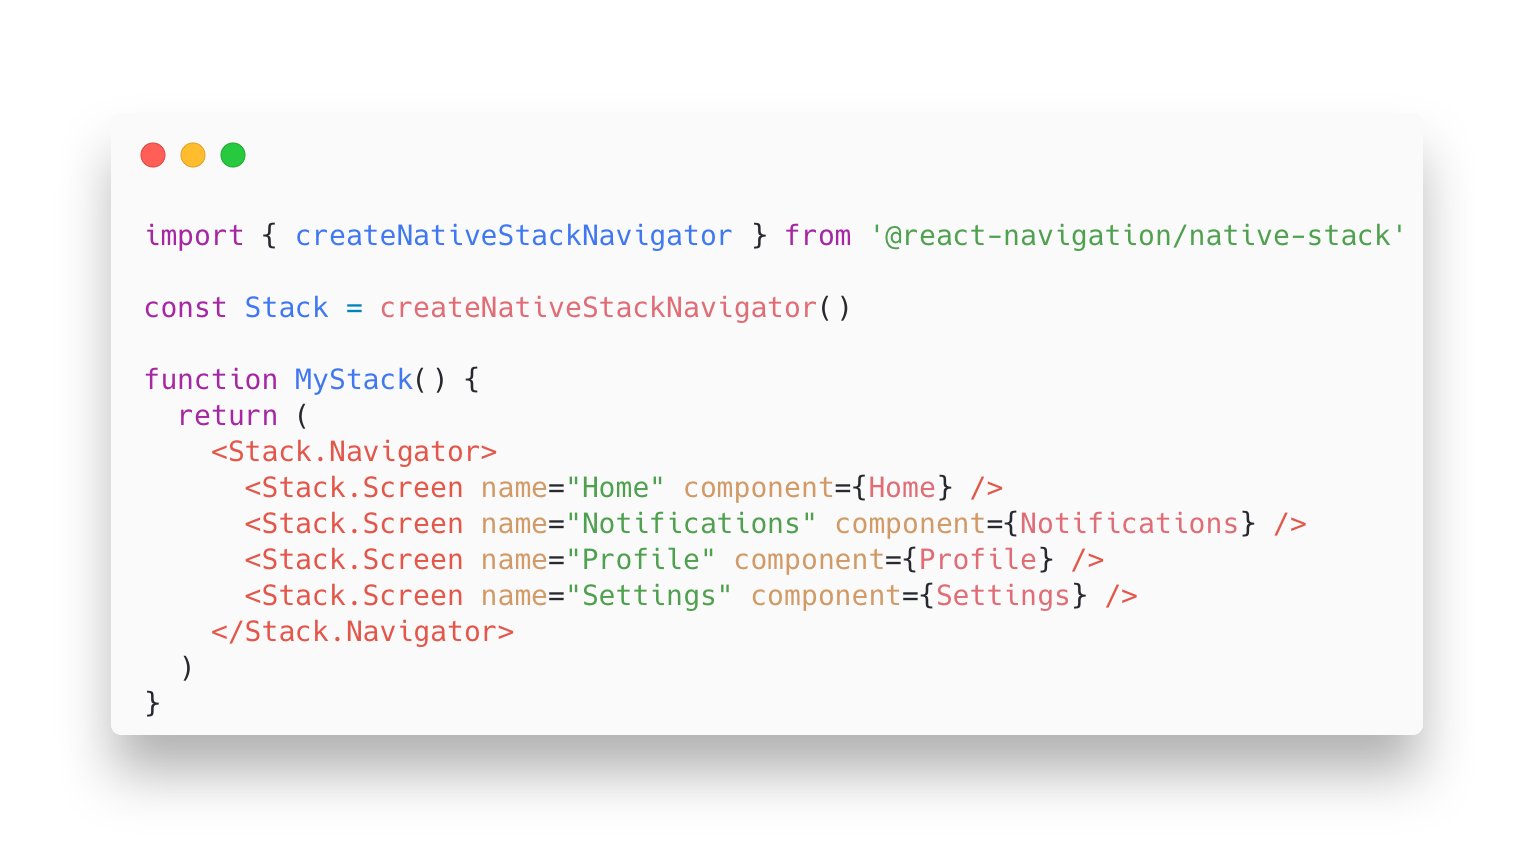 import { createNativeStackNavigator } from '@react-navigation/native-stack'
const Stack = createNativeStackNavigator()
function MyStack() {
  return (
    <Stack.Navigator>
      <Stack.Screen name="Home" component={Home} />
      <Stack.Screen name="Notifications" component={Notifications} />
      <Stack.Screen name="Profile" component={Profile} />
      <Stack.Screen name="Settings" component={Settings} />
    </Stack.Navigator>
  )
}